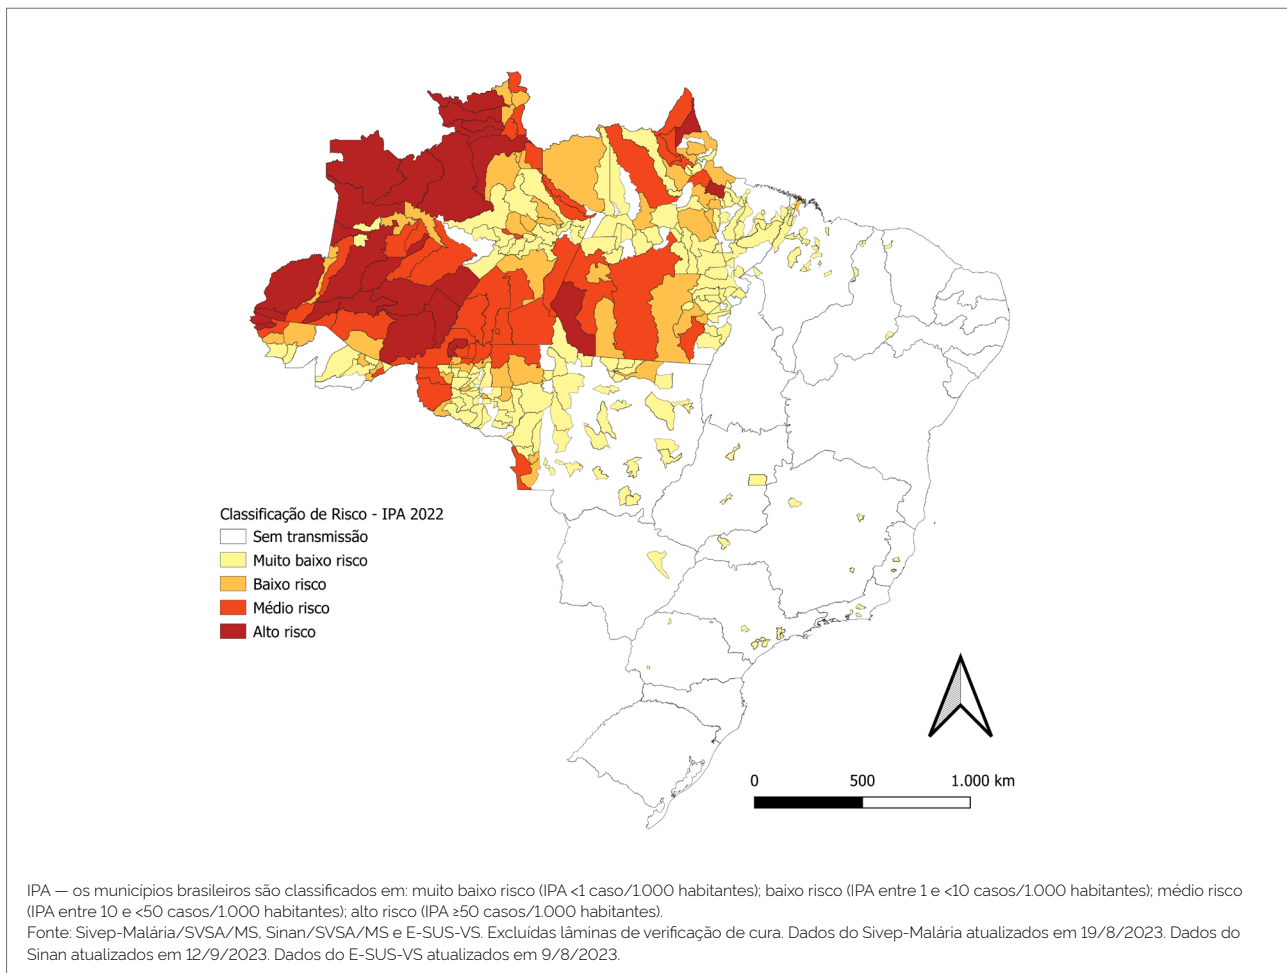 Classificação de Risco - IPA 2022
Sem transmissão
Muito baixo risco
Baixo risco
Médio risco
Alto risco
0 500 1.000 km
IPA — os municípios brasileiros são classificados em: muito baixo risco (IPA <1 caso/1.000 habitantes); baixo risco (IPA entre 1 e <10 casos/1.000 habitantes); médio risco
(IPA entre 10 e <50 casos/1.000 habitantes); alto risco (IPA ≥50 casos/1.000 habitantes).
Fonte: Sivep-Malária/SVSA/MS, Sinan/SVSA/MS e E-SUS-VS. Excluídas lâminas de verificação de cura. Dados do Sivep-Malária atualizados em 19/8/2023. Dados do
Sinan atualizados em 12/9/2023. Dados do E-SUS-VS atualizados em 9/8/2023.